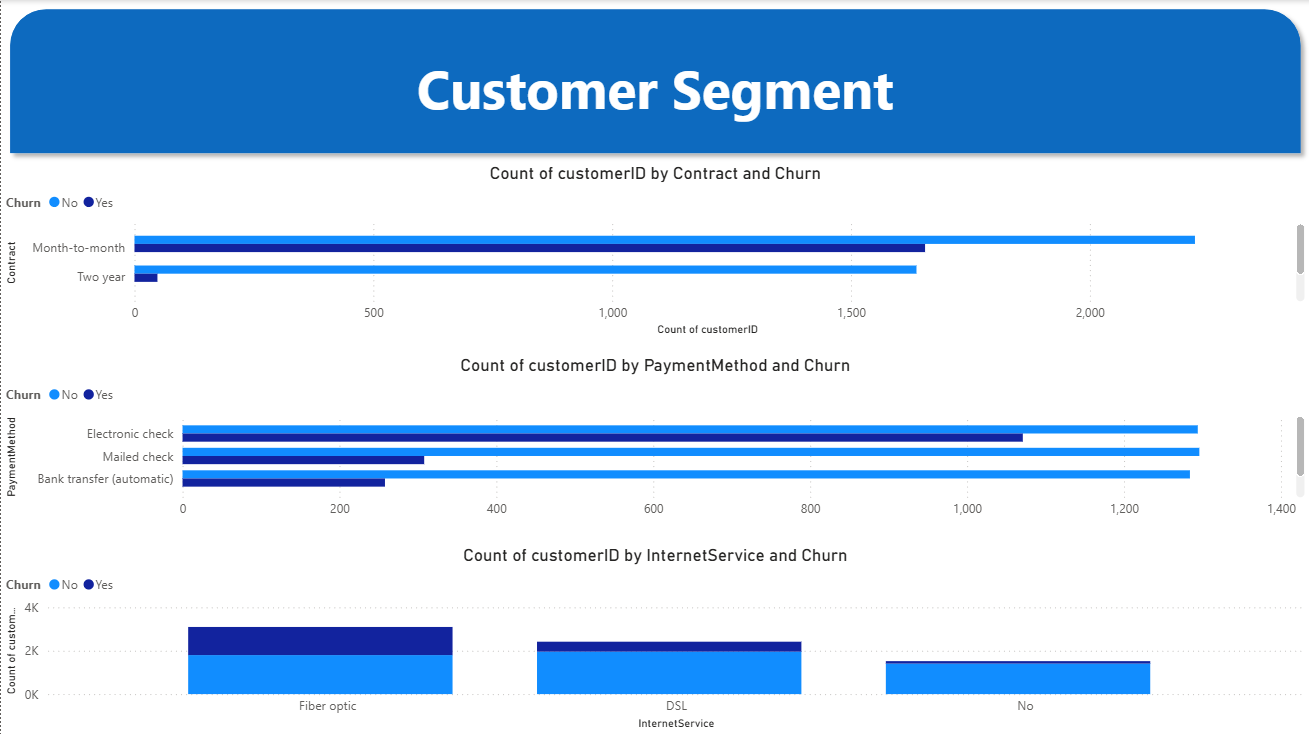 Customer Segment
Count of customerID by Contract and Churn
Churn No Yes
Contract
Month-to-month
Two year
0 500 1,000 1,500 2,000
Count of customerID
Count of customerID by PaymentMethod and Churn
Churn No Yes
PaymentMethod
Electronic check
Mailed check
Bank transfer (automatic)
0 200 400 600 800 1,000 1,200 1,400
Count of customerID by InternetService and Churn
Churn No Yes
Count of custom...
4K
2K
0K
Fiber optic DSL No
InternetService